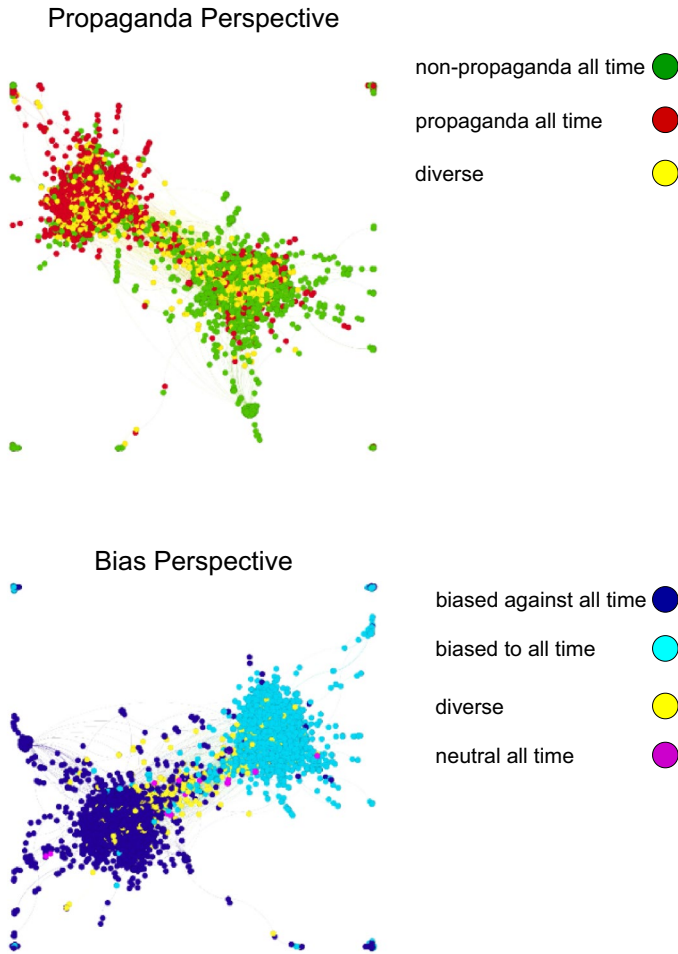 Propaganda Perspective
non-propaganda all time
propaganda all time
diverse
Bias Perspective
biased against all time
biased to all time
diverse
neutral all time